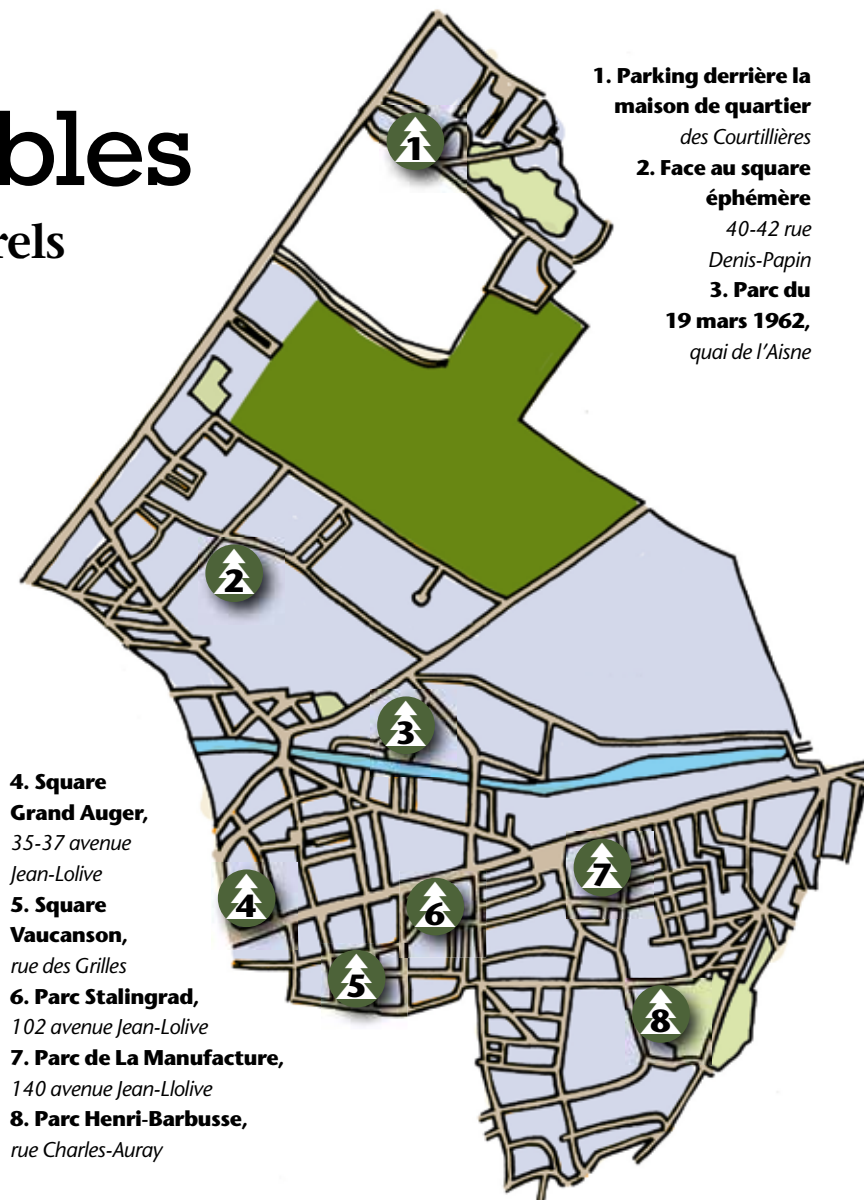 bles
rels
1. Parking derrière la
maison de quartier
des Courtillières
2. Face au square
éphémère
40-42 rue
Denis-Papin
3. Parc du
19 mars 1962,
quai de l'Aisne
1
2
3
4
5
6
7
8
4. Square
Grand Auger,
35-37 avenue
Jean-Lolive
5. Square
Vaucanson,
rue des Grilles
6. Parc Stalingrad,
102 avenue Jean-Lolive
7. Parc de La Manufacture,
140 avenue Jean-Llolive
8. Parc Henri-Barbusse,
rue Charles-Auray